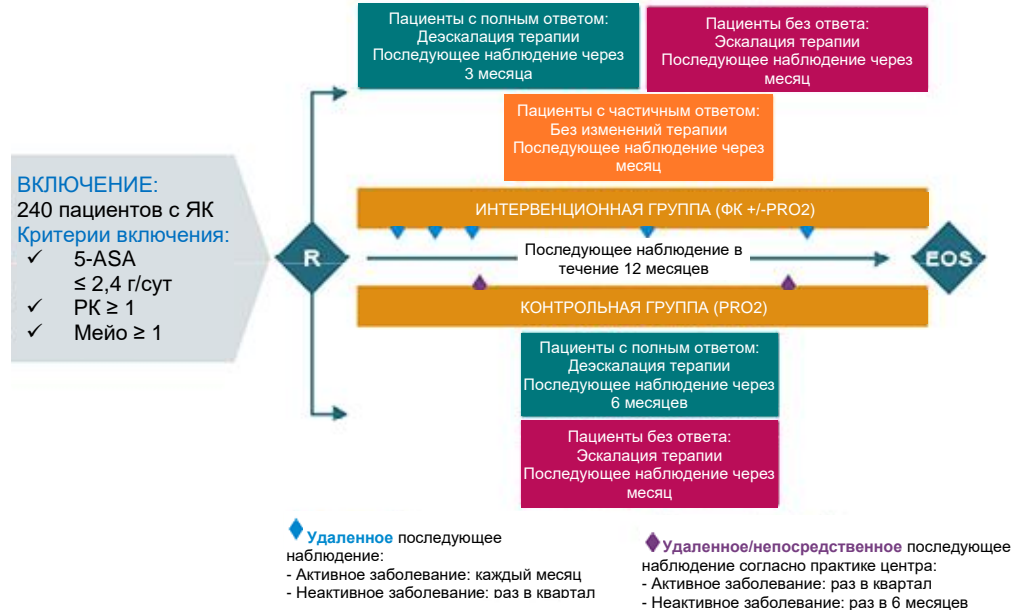 Пациенты с полным ответом:
Деэскалация терапии
Последующее наблюдение через
3 месяца
Пациенты без ответа:
Эскалация терапии
Последующее наблюдение через
месяц
Пациенты с частичным ответом:
Без изменений терапии
Последующее наблюдение через
месяц
ВКЛЮЧЕНИЕ:
240 пациентов с ЯК
Критерии включения:
✓ 5-ASA
≤ 2,4 г/сут
✓ РК ≥ 1
✓ Мейо ≥ 1
R
ИНТЕРВЕНЦИОННАЯ ГРУППА (ФК +/-PRO2)
Последующее наблюдение в
течение 12 месяцев
EOS
КОНТРОЛЬНАЯ ГРУППА (PRO2)
Пациенты с полным ответом:
Деэскалация терапии
Последующее наблюдение через
6 месяцев
Пациенты без ответа:
Эскалация терапии
Последующее наблюдение через
месяц
Удаленное последующее
наблюдение:
- Активное заболевание: каждый месяц
- Неактивное заболевание: раз в квартал
Удаленное/непосредственное последующее
наблюдение согласно практике центра:
- Активное заболевание: раз в квартал
- Неактивное заболевание: раз в 6 месяцев